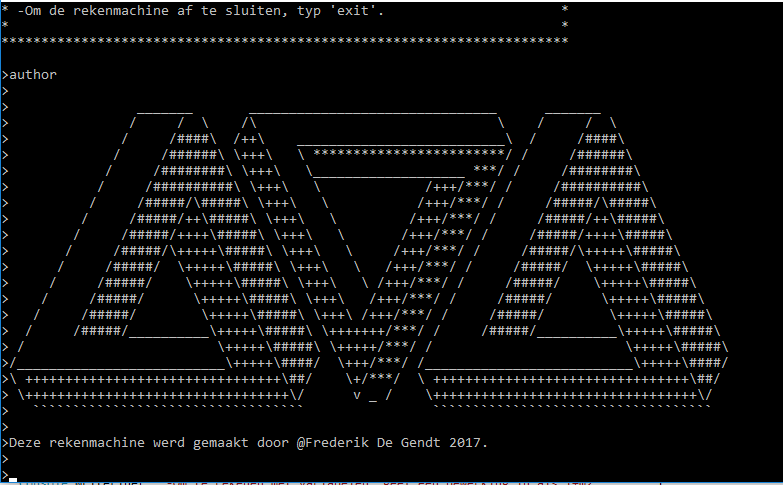 * -Om de rekenmachine af te sluiten, typ 'exit'. *
* *
***********************************************************************
>author
>Deze rekenmachine werd gemaakt door @Frederik De Gendt 2017.
>
>